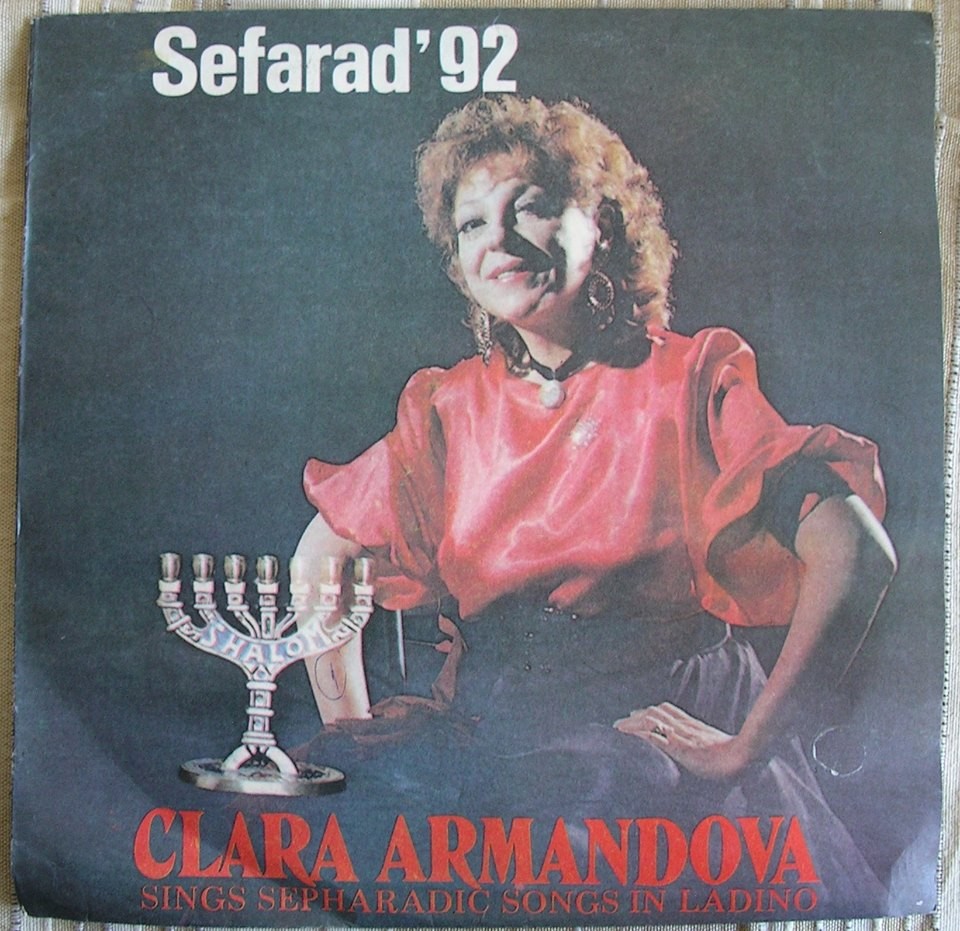 Sefarad'92
SHALOM
CLARA ARMANDOVA
SINGS SEPHARADIC SONGS IN LADINO